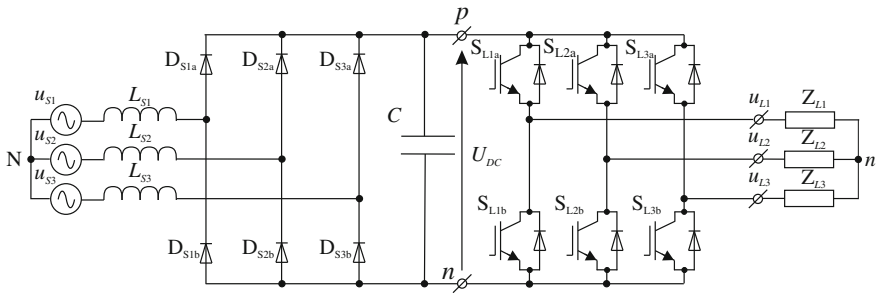 p
D_S1a D_S2a D_S3a
S_L1a S_L2a S_L3a
u_S1 L_S1
u_S2 L_S2
u_S3 L_S3
N
C
U_DC
u_L1 Z_L1
u_L2 Z_L2
u_L3 Z_L3
n
S_L1b S_L2b S_L3b
D_S1b D_S2b D_S3b
n